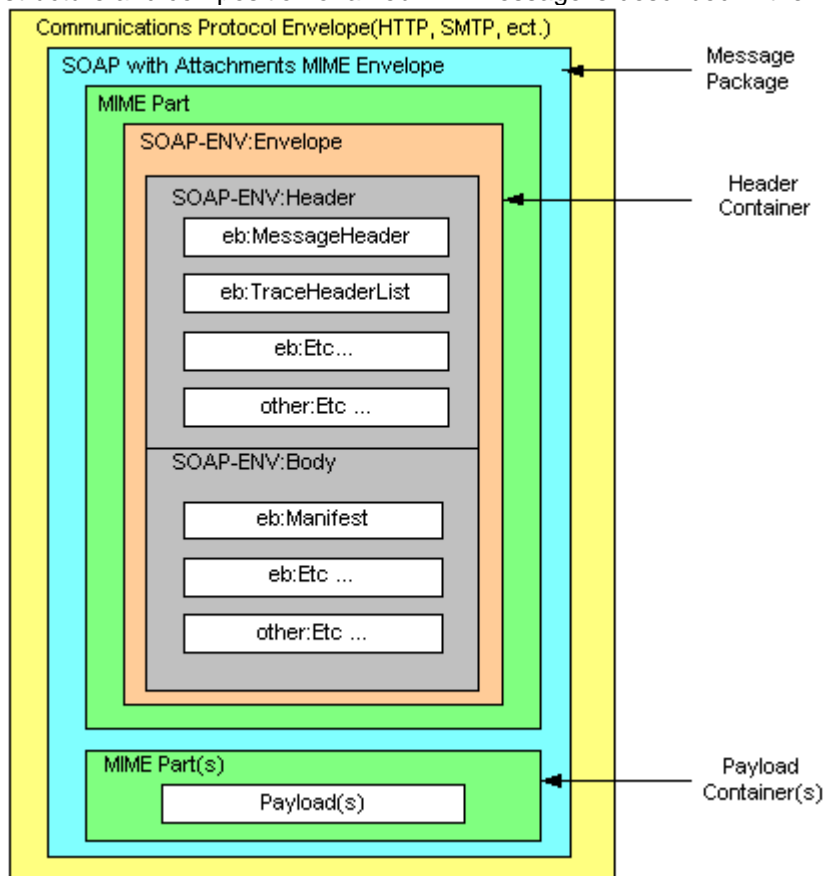 Communications Protocol Envelope(HTTP, SMTP, ect.)
SOAP with Attachments MIME Envelope
Message
Package
MIME Part
SOAP-ENV:Envelope
Header
Container
SOAP-ENV:Header
eb:MessageHeader
eb:TraceHeaderList
eb:Etc...
other:Etc ...
SOAP-ENV:Body
eb:Manifest
eb:Etc ...
other:Etc ...
MIME Part(s)
Payload(s)
Payload
Container(s)